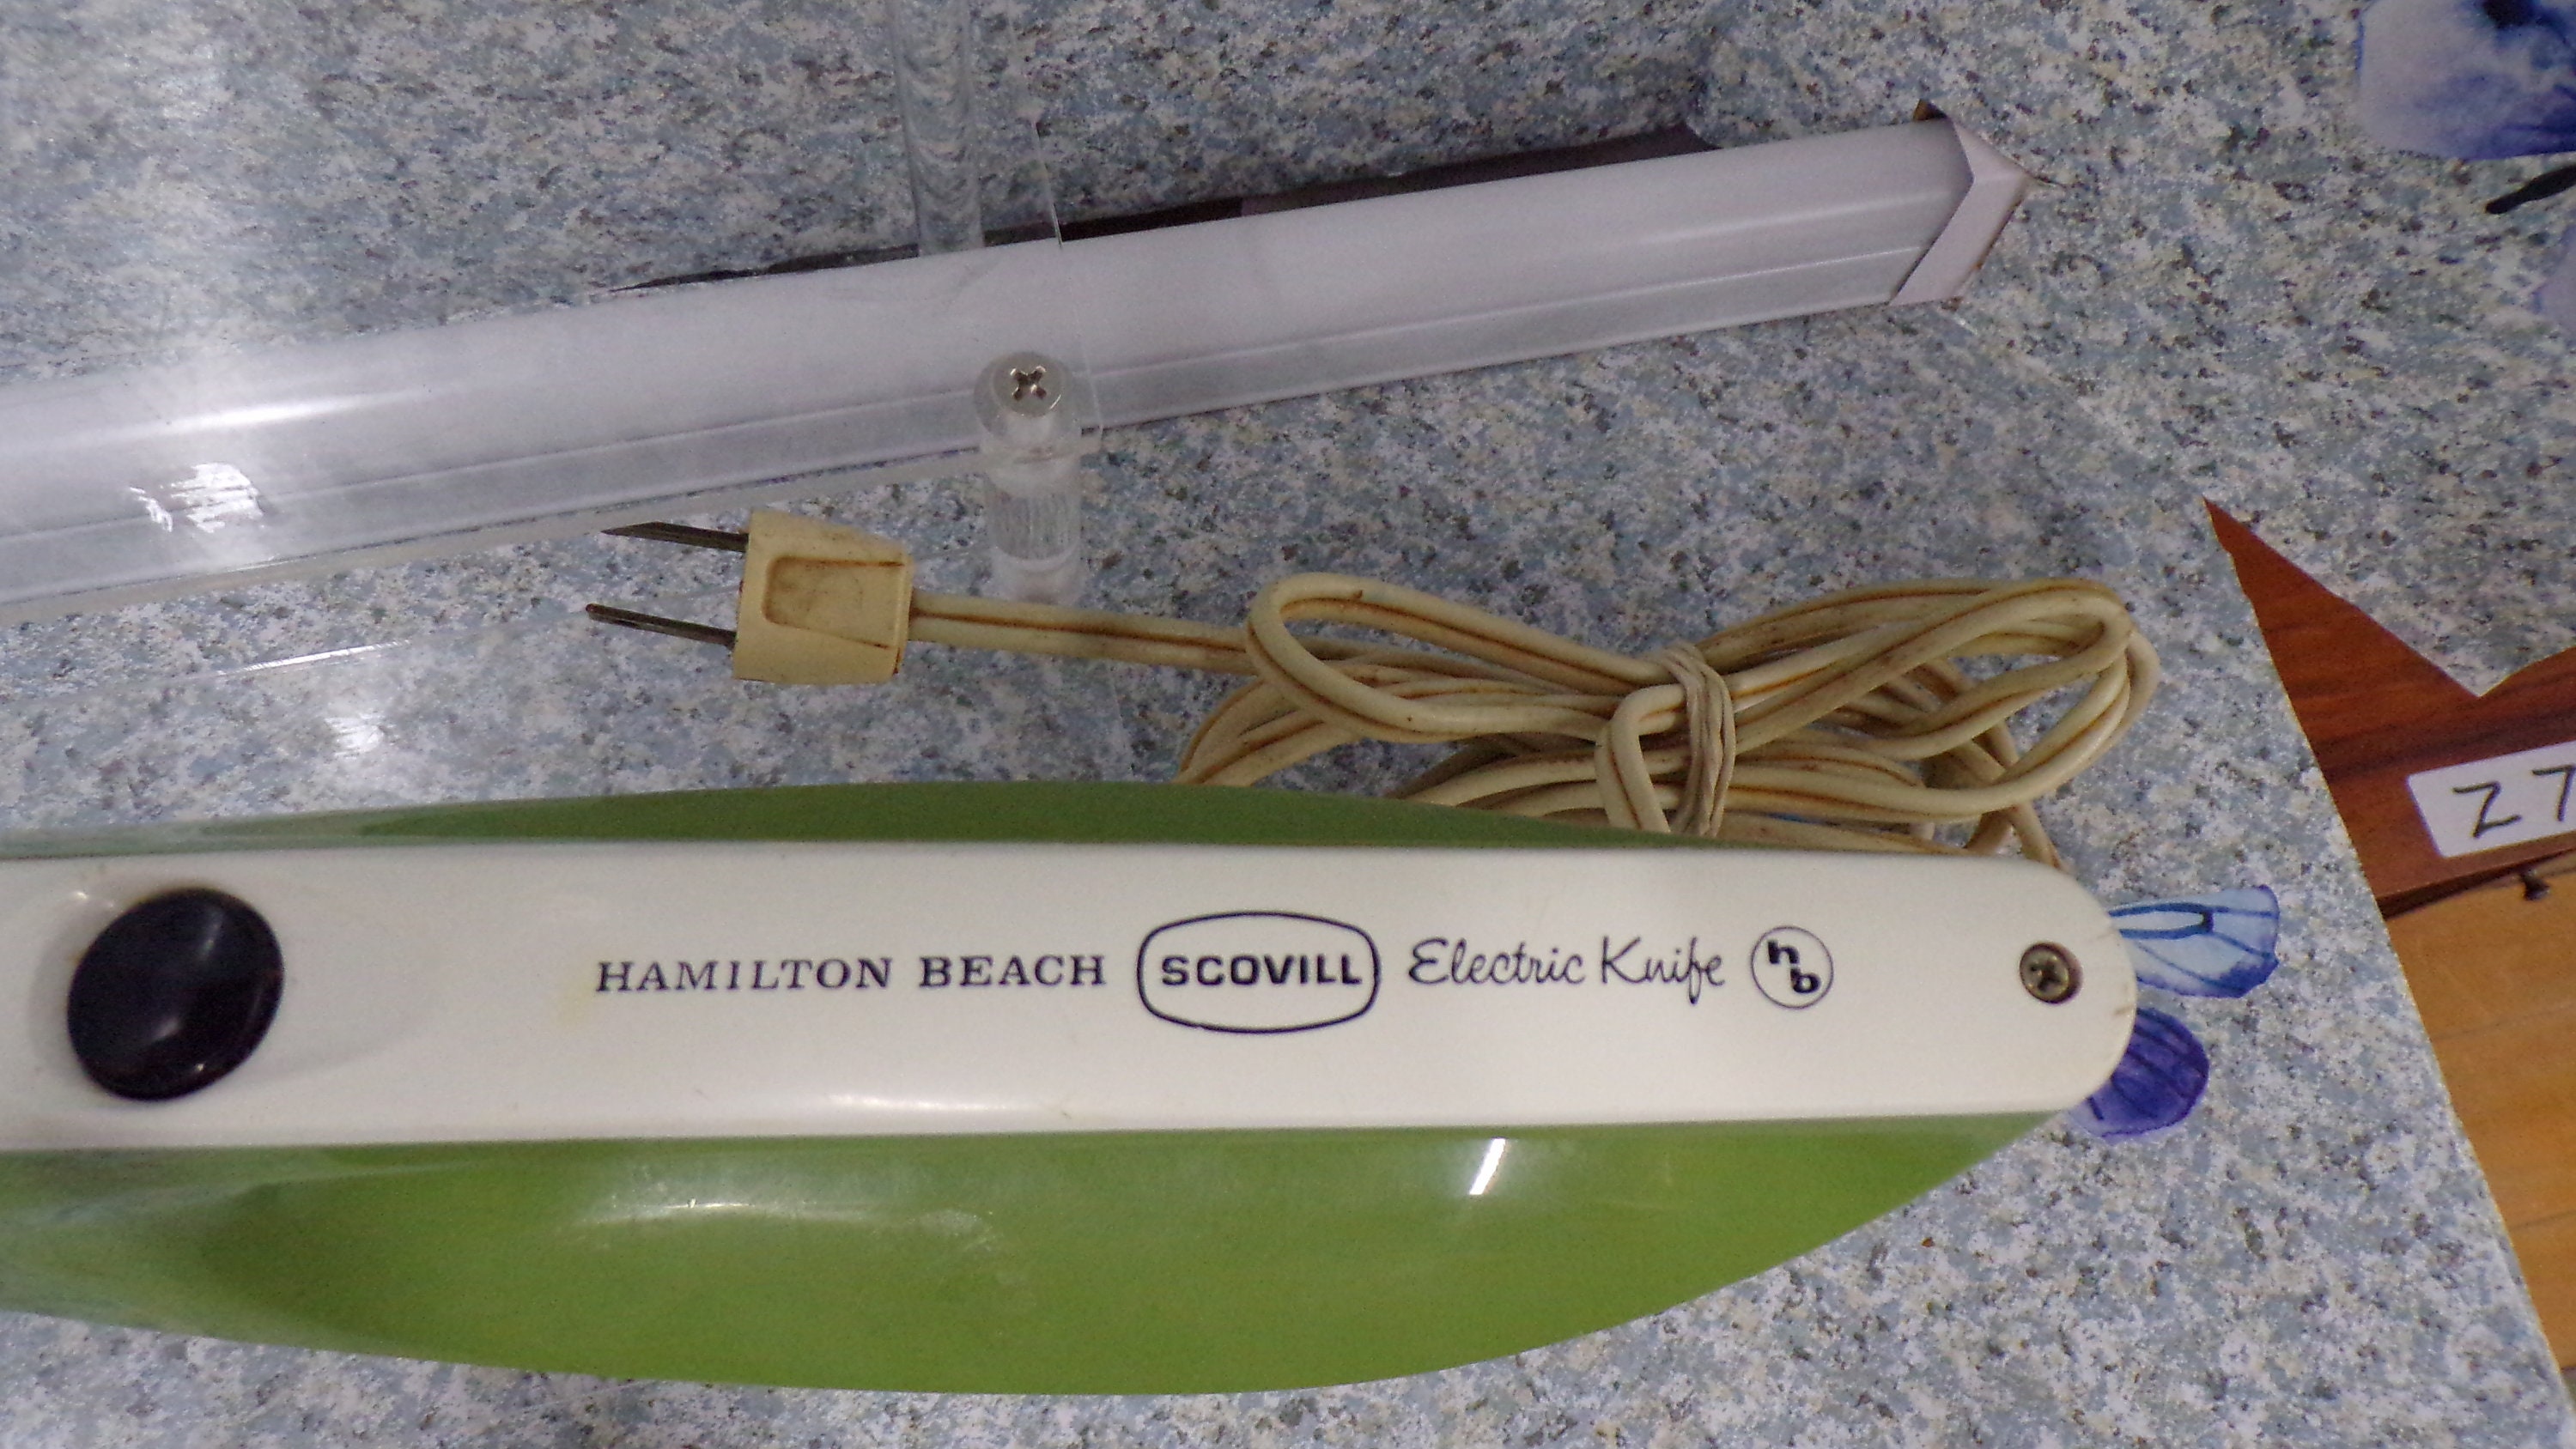 HAMILTON BEACH SCOVILL Electric Knife hb
27